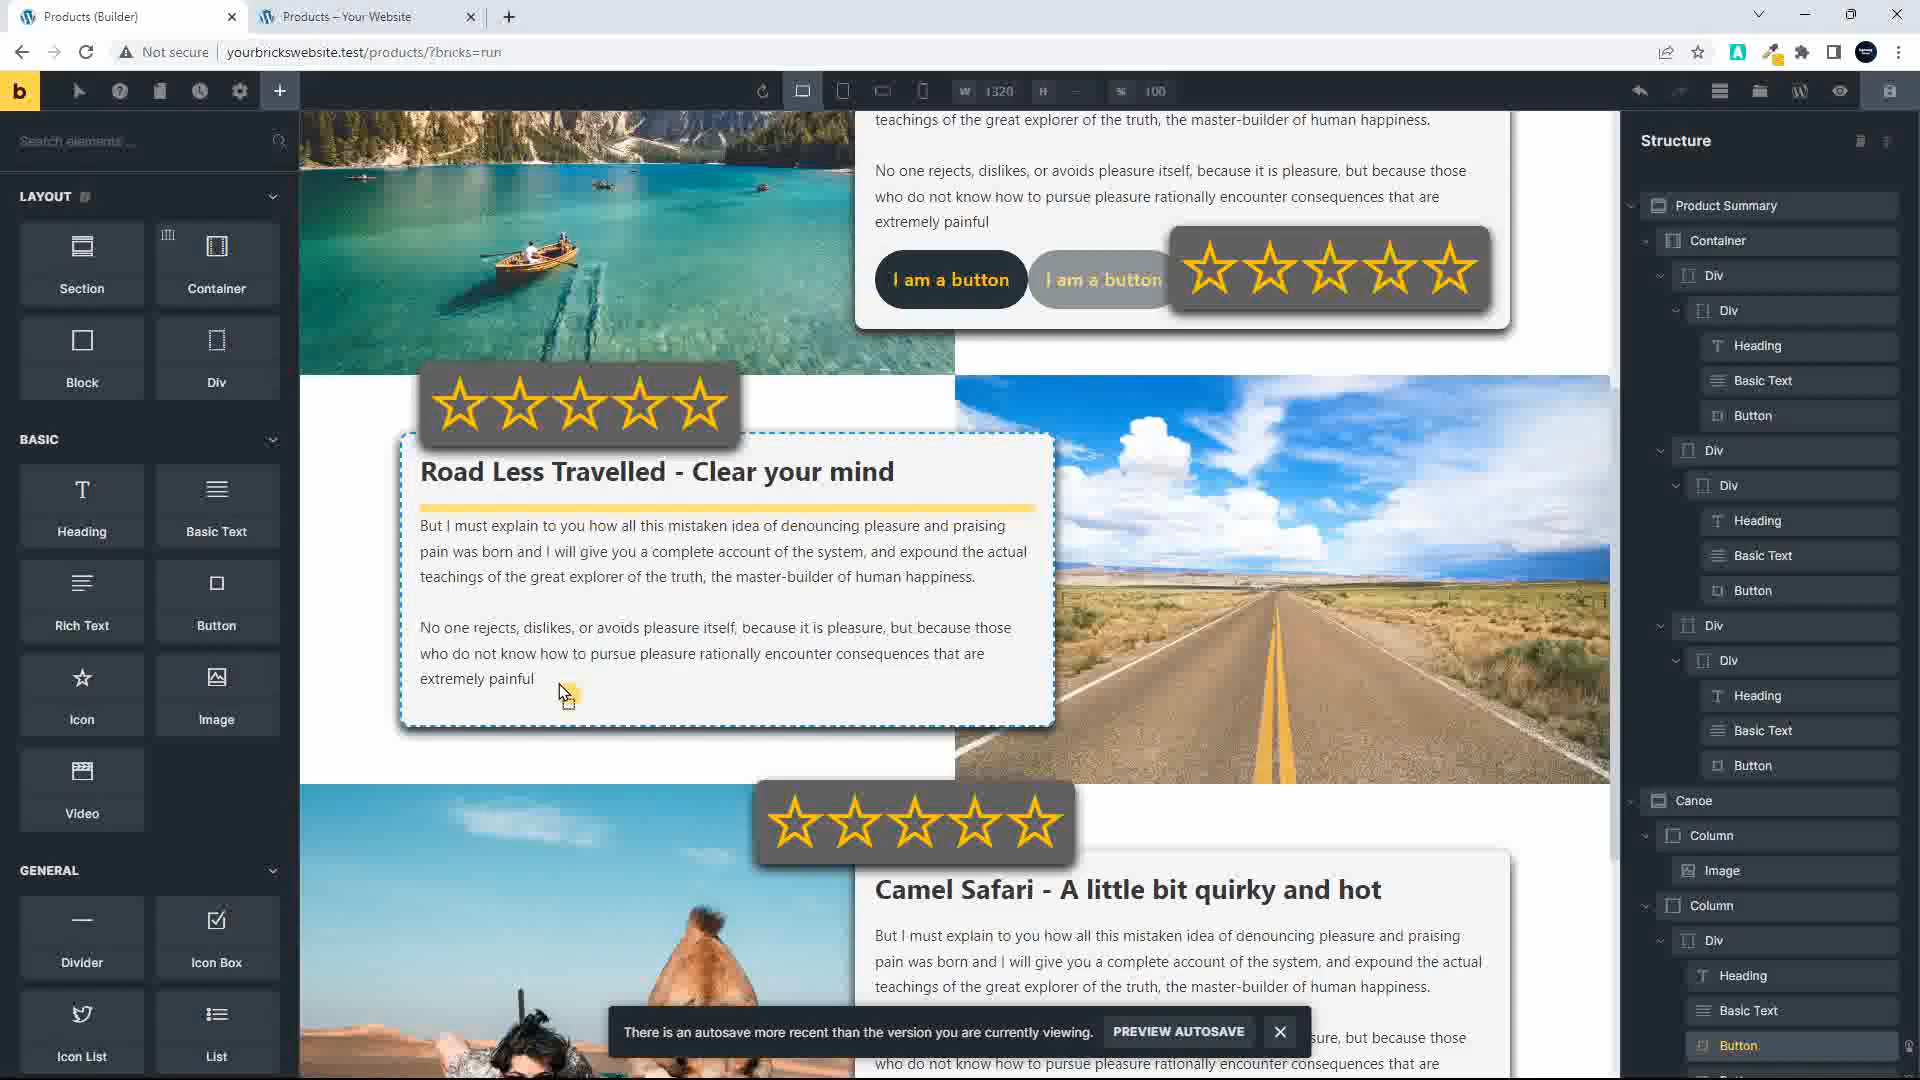 Products (Builder)
Products – Your Website
Not secure
yourbrickswebsite.test/products/?bricks=run
b
W 1320 H – % 100
Search elements ...
LAYOUT
Section
Container
Block
Div
BASIC
Heading
Basic Text
Rich Text
Button
Icon
Image
Video
GENERAL
Divider
Icon Box
Icon List
List
teachings of the great explorer of the truth, the master-builder of human happiness.
No one rejects, dislikes, or avoids pleasure itself, because it is pleasure, but because those
who do not know how to pursue pleasure rationally encounter consequences that are
extremely painful
I am a button
I am a button
Road Less Travelled - Clear your mind
But I must explain to you how all this mistaken idea of denouncing pleasure and praising
pain was born and I will give you a complete account of the system, and expound the actual
teachings of the great explorer of the truth, the master-builder of human happiness.
No one rejects, dislikes, or avoids pleasure itself, because it is pleasure, but because those
who do not know how to pursue pleasure rationally encounter consequences that are
extremely painful
Camel Safari - A little bit quirky and hot
But I must explain to you how all this mistaken idea of denouncing pleasure and praising
pain was born and I will give you a complete account of the system, and expound the actual
teachings of the great explorer of the truth, the master-builder of human happiness.
sure, but because those
who do not know how to pursue pleasure rationally encounter consequences that are
There is an autosave more recent than the version you are currently viewing.
PREVIEW AUTOSAVE
Structure
Product Summary
Container
Div
Div
Heading
Basic Text
Button
Div
Div
Heading
Basic Text
Button
Div
Div
Heading
Basic Text
Button
Canoe
Column
Image
Column
Div
Heading
Basic Text
Button